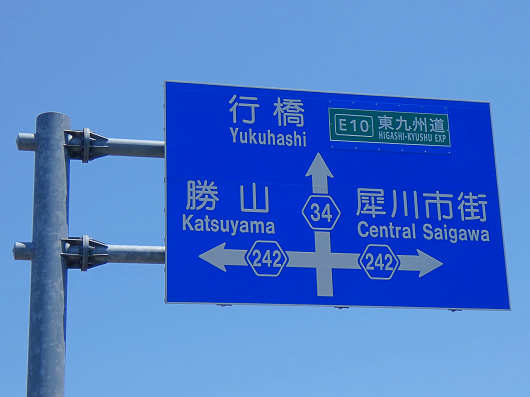 行橋
Yukuhashi
E10 東九州道
HIGASHI-KYUSHU EXP
勝山
Katsuyama
34
犀川市街
Central Saigawa
242
242